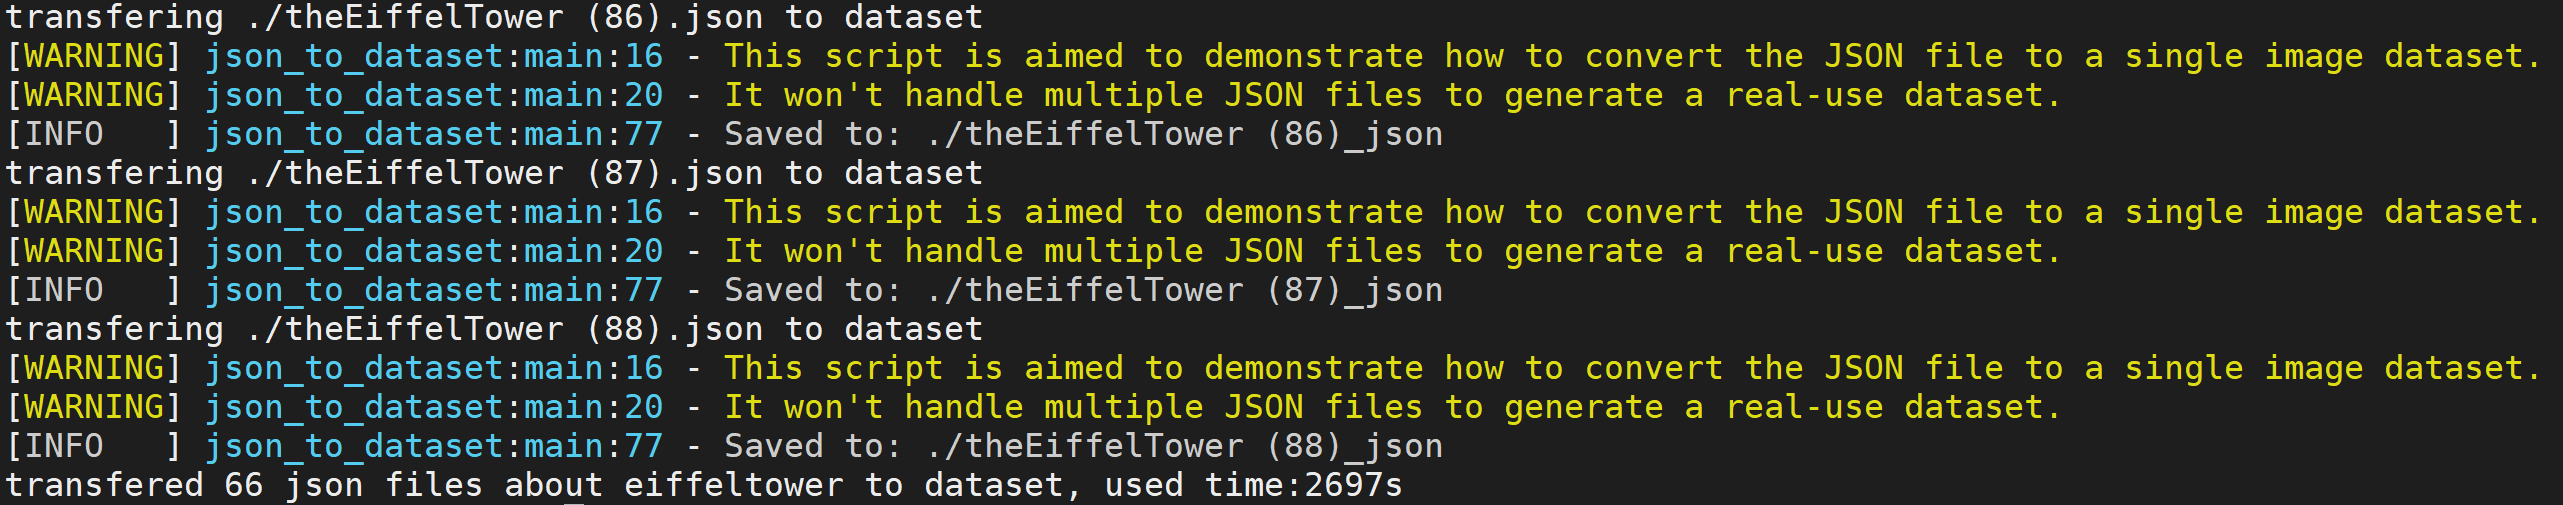 transfering ./theEiffelTower (86).json to dataset
[WARNING] json_to_dataset:main:16 - This script is aimed to demonstrate how to convert the JSON file to a single image dataset.
[WARNING] json_to_dataset:main:20 - It won't handle multiple JSON files to generate a real-use dataset.
[INFO   ] json_to_dataset:main:77 - Saved to: ./theEiffelTower (86)_json
transfering ./theEiffelTower (87).json to dataset
[WARNING] json_to_dataset:main:16 - This script is aimed to demonstrate how to convert the JSON file to a single image dataset.
[WARNING] json_to_dataset:main:20 - It won't handle multiple JSON files to generate a real-use dataset.
[INFO   ] json_to_dataset:main:77 - Saved to: ./theEiffelTower (87)_json
transfering ./theEiffelTower (88).json to dataset
[WARNING] json_to_dataset:main:16 - This script is aimed to demonstrate how to convert the JSON file to a single image dataset.
[WARNING] json_to_dataset:main:20 - It won't handle multiple JSON files to generate a real-use dataset.
[INFO   ] json_to_dataset:main:77 - Saved to: ./theEiffelTower (88)_json
transfered 66 json files about eiffeltower to dataset, used time:2697s